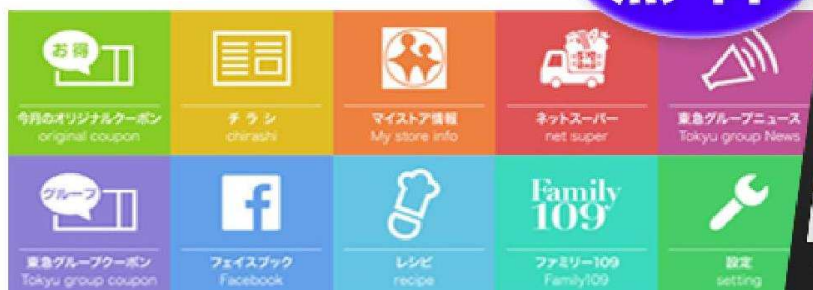 お得
今月のオリジナルクーポン
original coupon
チラシ
chirashi
マイストア情報
My store info
ネットスーパー
net super
東急グループニュース
Tokyu group News
グループ
東急グループクーポン
Tokyu group coupon
フェイスブック
Facebook
レシピ
recipe
Family
109
ファミリー109
Family109
設定
setting